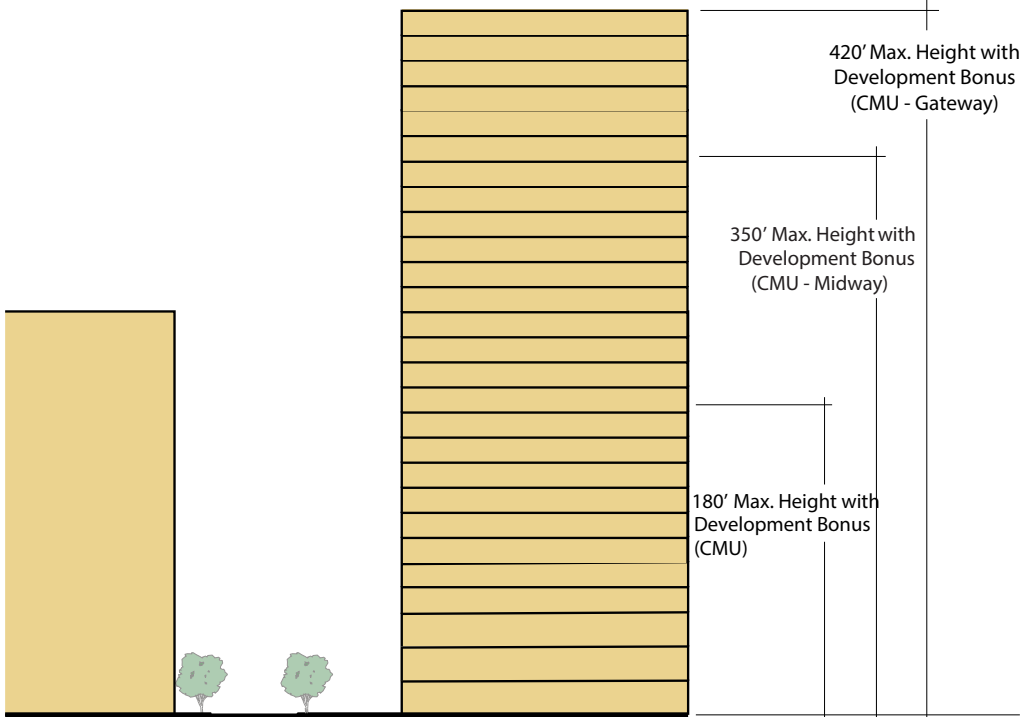 420’ Max. Height with
Development Bonus
(CMU - Gateway)
350’ Max. Height with
Development Bonus
(CMU - Midway)
180’ Max. Height with
Development Bonus
(CMU)